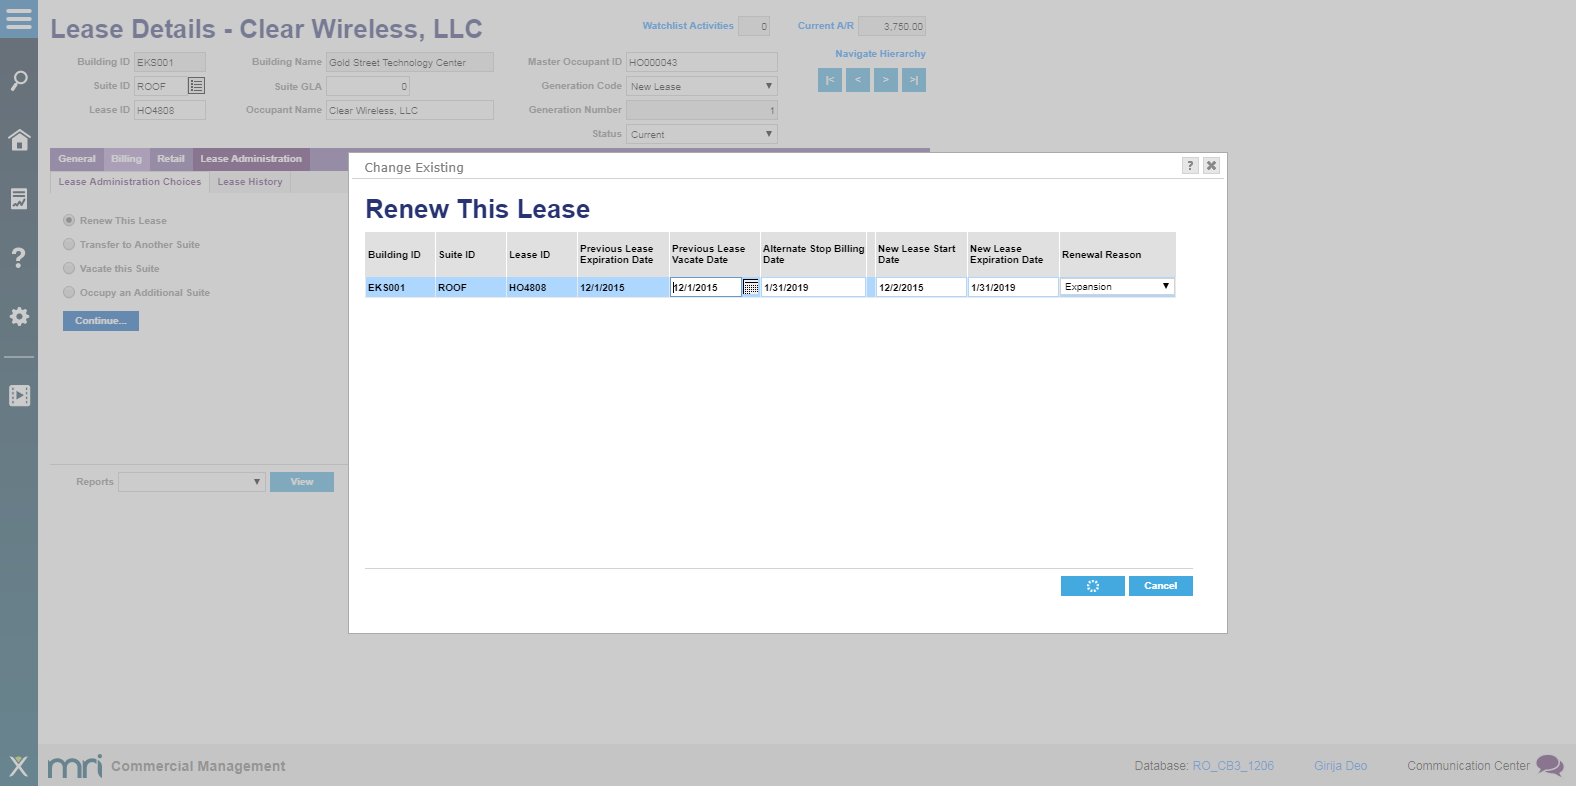 Lease Details - Clear Wireless, LLC
Watchlist Activities 0
Current A/R 3,750.00
Building ID EKS001
Building Name Gold Street Technology Center
Master Occupant ID HO000043
Navigate Hierarchy
Suite ID ROOF
Suite GLA 0
Generation Code New Lease
|< < > >|
Lease ID HO4808
Occupant Name Clear Wireless, LLC
Generation Number 1
Status Current
General Billing Retail Lease Administration
Lease Administration Choices Lease History
Renew This Lease
Transfer to Another Suite
Vacate this Suite
Occupy an Additional Suite
Continue...
Reports
View
Change Existing
?
Renew This Lease
Building ID
Suite ID
Lease ID
Previous Lease
Expiration Date
Previous Lease
Vacate Date
Alternate Stop Billing
Date
New Lease Start
Date
New Lease
Expiration Date
Renewal Reason
EKS001 ROOF HO4808 12/1/2015 12/1/2015 1/31/2019 12/2/2015 1/31/2019 Expansion
Cancel
mri Commercial Management
Database: RO_CB3_1206
Girija Deo
Communication Center